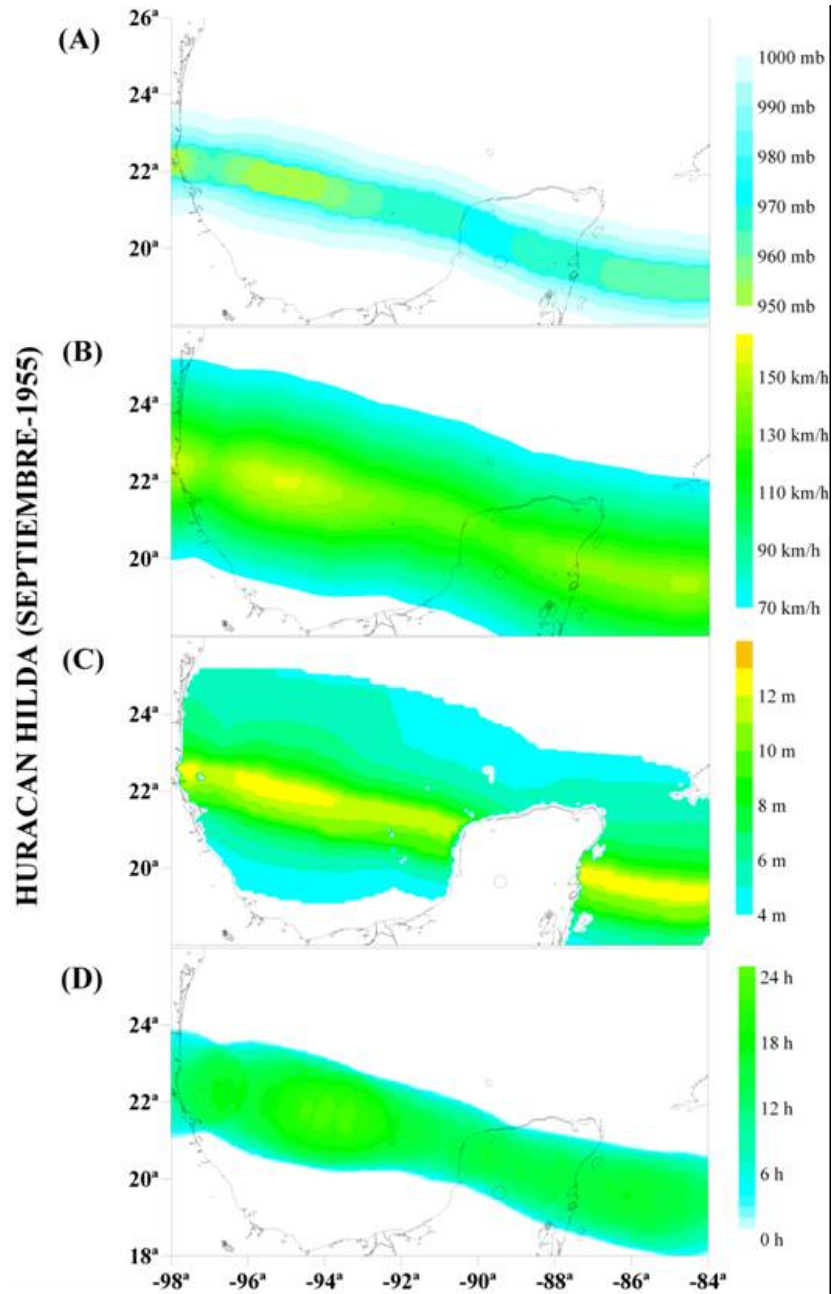 HURACAN HILDA (SEPTIEMBRE-1955)
(A)
26ª
24ª
22ª
20ª
1000 mb
990 mb
980 mb
970 mb
960 mb
950 mb
(B)
24ª
22ª
20ª
150 km/h
130 km/h
110 km/h
90 km/h
70 km/h
(C)
24ª
22ª
20ª
12 m
10 m
8 m
6 m
4 m
(D)
24ª
22ª
20ª
18ª
24 h
18 h
12 h
6 h
0 h
-98ª -96ª -94ª -92ª -90ª -88ª -86ª -84ª